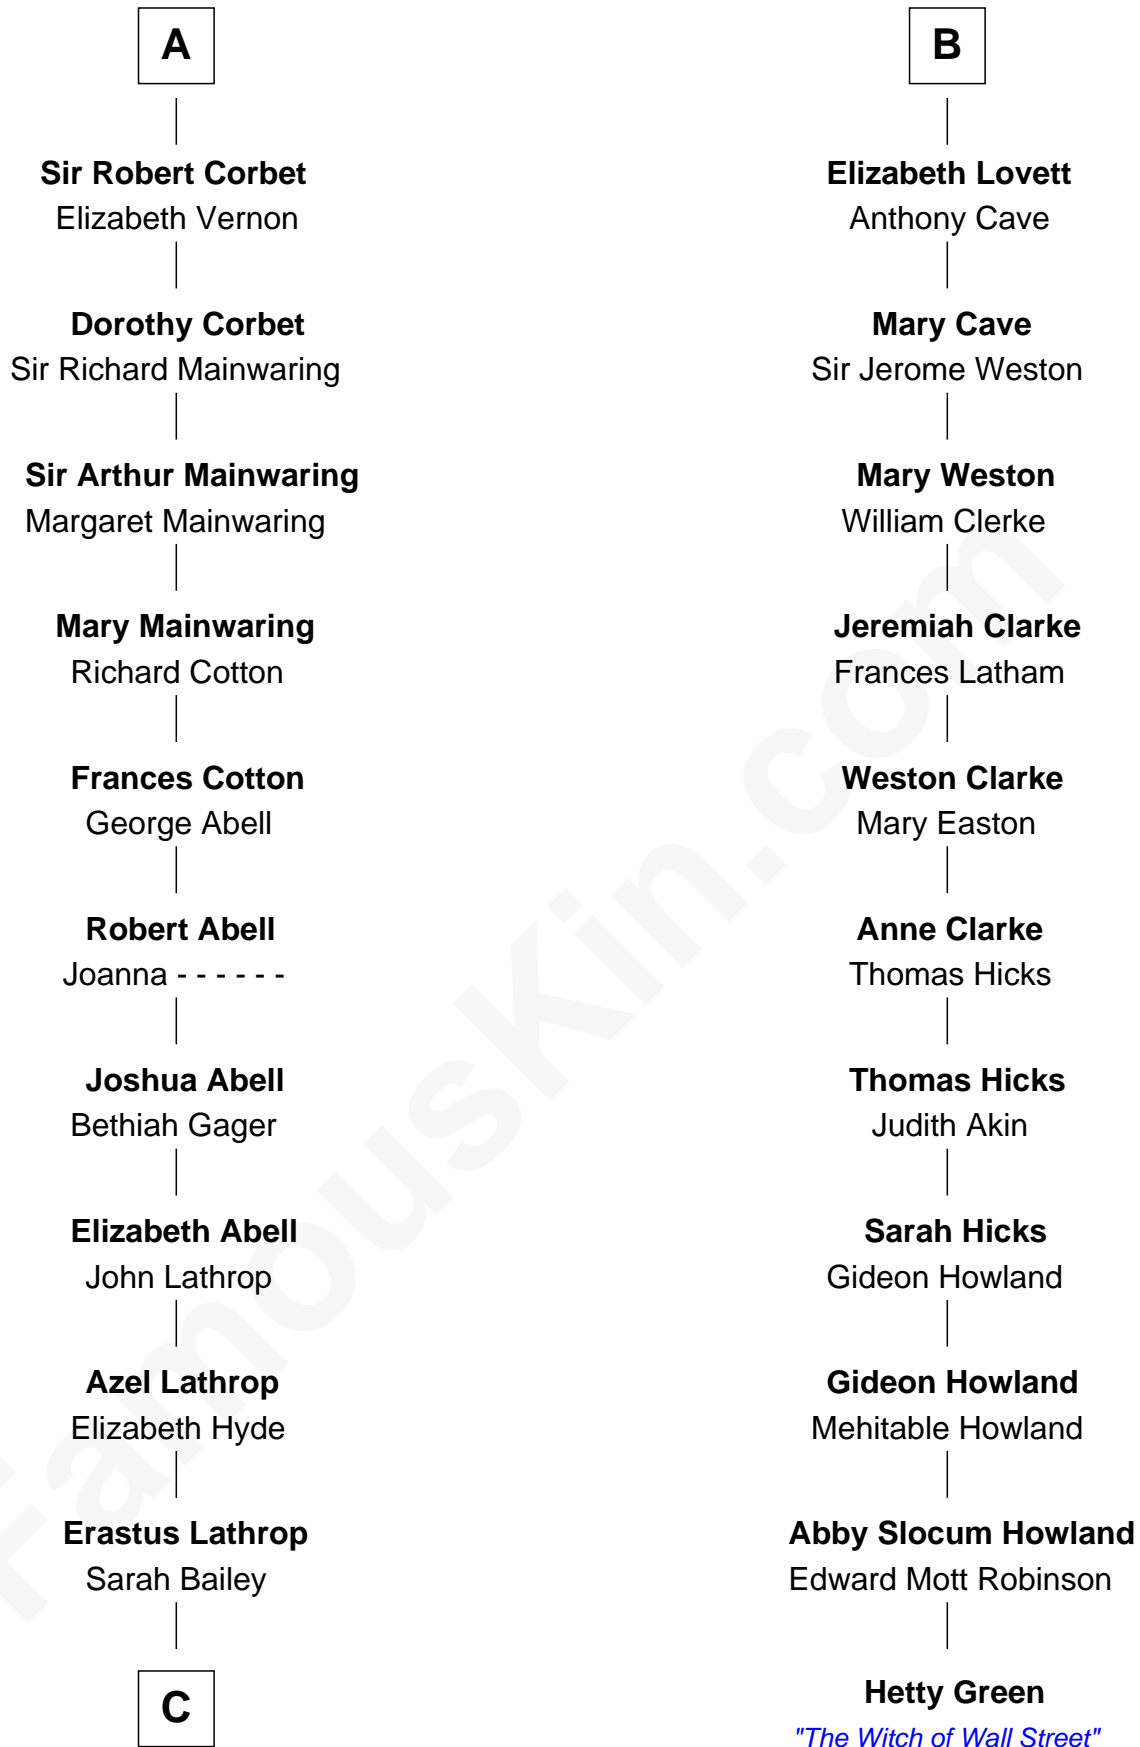 A
Sir Robert Corbet
Elizabeth Vernon
Dorothy Corbet
Sir Richard Mainwaring
Sir Arthur Mainwaring
Margaret Mainwaring
Mary Mainwaring
Richard Cotton
Frances Cotton
George Abell
Robert Abell
Joanna - - - - - -
Joshua Abell
Bethiah Gager
Elizabeth Abell
John Lathrop
Azel Lathrop
Elizabeth Hyde
Erastus Lathrop
Sarah Bailey
C
B
Elizabeth Lovett
Anthony Cave
Mary Cave
Sir Jerome Weston
Mary Weston
William Clerke
Jeremiah Clarke
Frances Latham
Weston Clarke
Mary Easton
Anne Clarke
Thomas Hicks
Thomas Hicks
Judith Akin
Sarah Hicks
Gideon Howland
Gideon Howland
Mehitable Howland
Abby Slocum Howland
Edward Mott Robinson
Hetty Green
"The Witch of Wall Street"
FamousKin.com